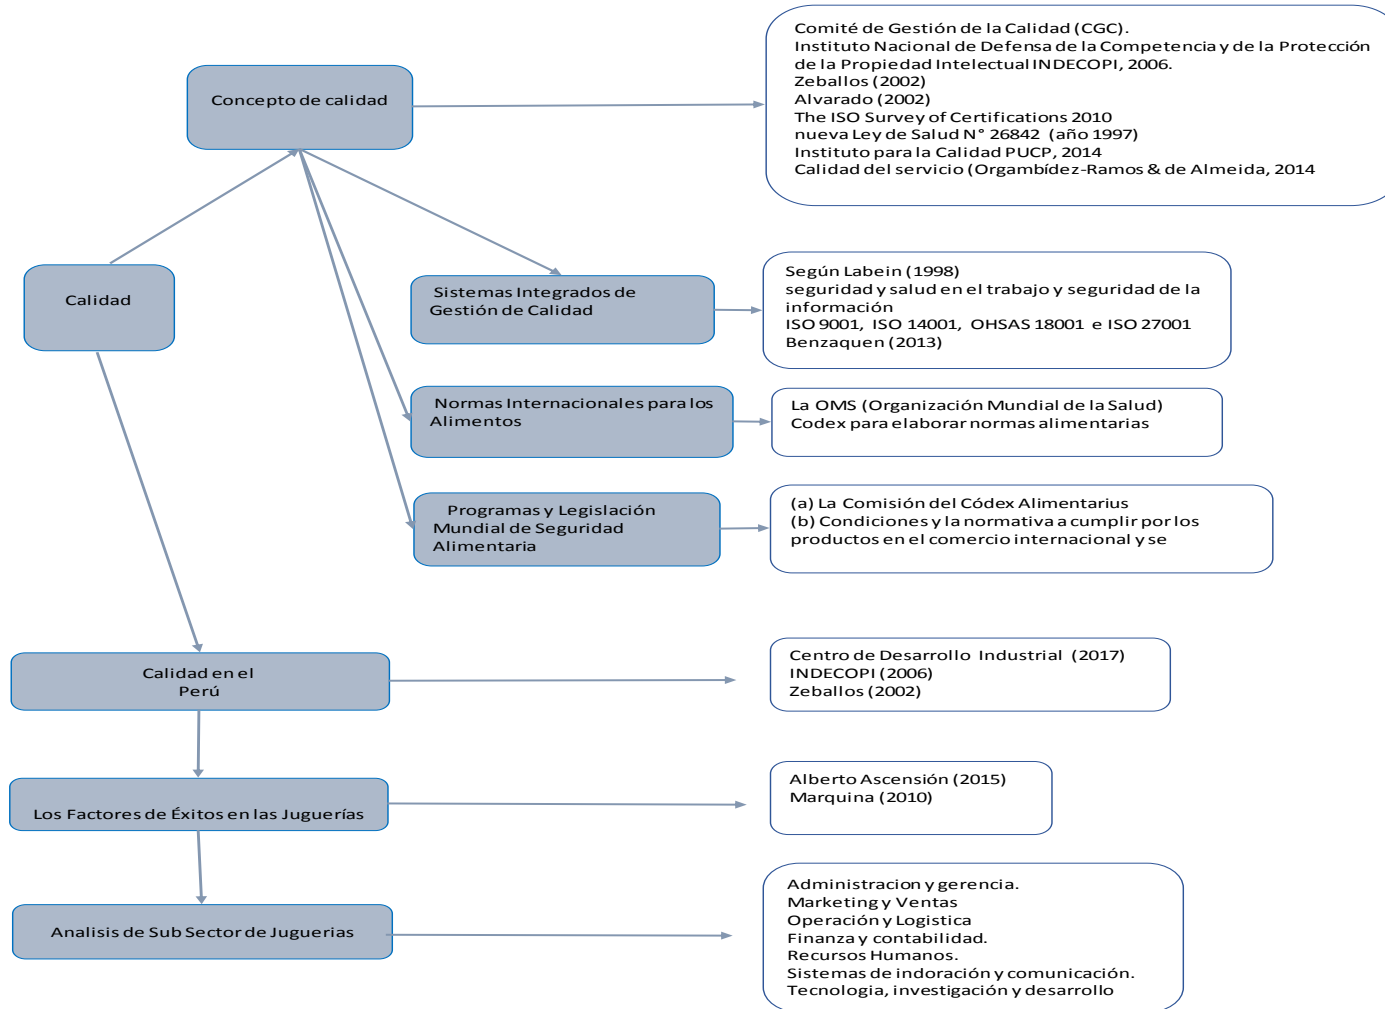 Comité de Gestión de la Calidad (CGC).
Instituto Nacional de Defensa de la Competencia y de la Protección
de la Propiedad Intelectual INDECOPI, 2006.
Zeballos (2002)
Alvarado (2002)
The ISO Survey of Certifications 2010
nueva Ley de Salud N° 26842 (año 1997)
Instituto para la Calidad PUCP, 2014
Calidad del servicio (Orgambídez-Ramos & de Almeida, 2014
Concepto de calidad
Calidad
Sistemas Integrados de
Gestión de Calidad
Según Labein (1998)
seguridad y salud en el trabajo y seguridad de la
información
ISO 9001, ISO 14001, OHSAS 18001 e ISO 27001
Benzaquen (2013)
Normas Internacionales para los
Alimentos
La OMS (Organización Mundial de la Salud)
Codex para elaborar normas alimentarias
Programas y Legislación
Mundial de Seguridad
Alimentaria
(a) La Comisión del Códex Alimentarius
(b) Condiciones y la normativa a cumplir por los
productos en el comercio internacional y se
Calidad en el
Perú
Centro de Desarrollo Industrial (2017)
INDECOPI (2006)
Zeballos (2002)
Los Factores de Éxitos en las Juguerías
Alberto Ascensión (2015)
Marquina (2010)
Analisis de Sub Sector de Juguerias
Administracion y gerencia.
Marketing y Ventas
Operación y Logistica
Finanza y contabilidad.
Recursos Humanos.
Sistemas de indoración y comunicación.
Tecnologia, investigación y desarrollo